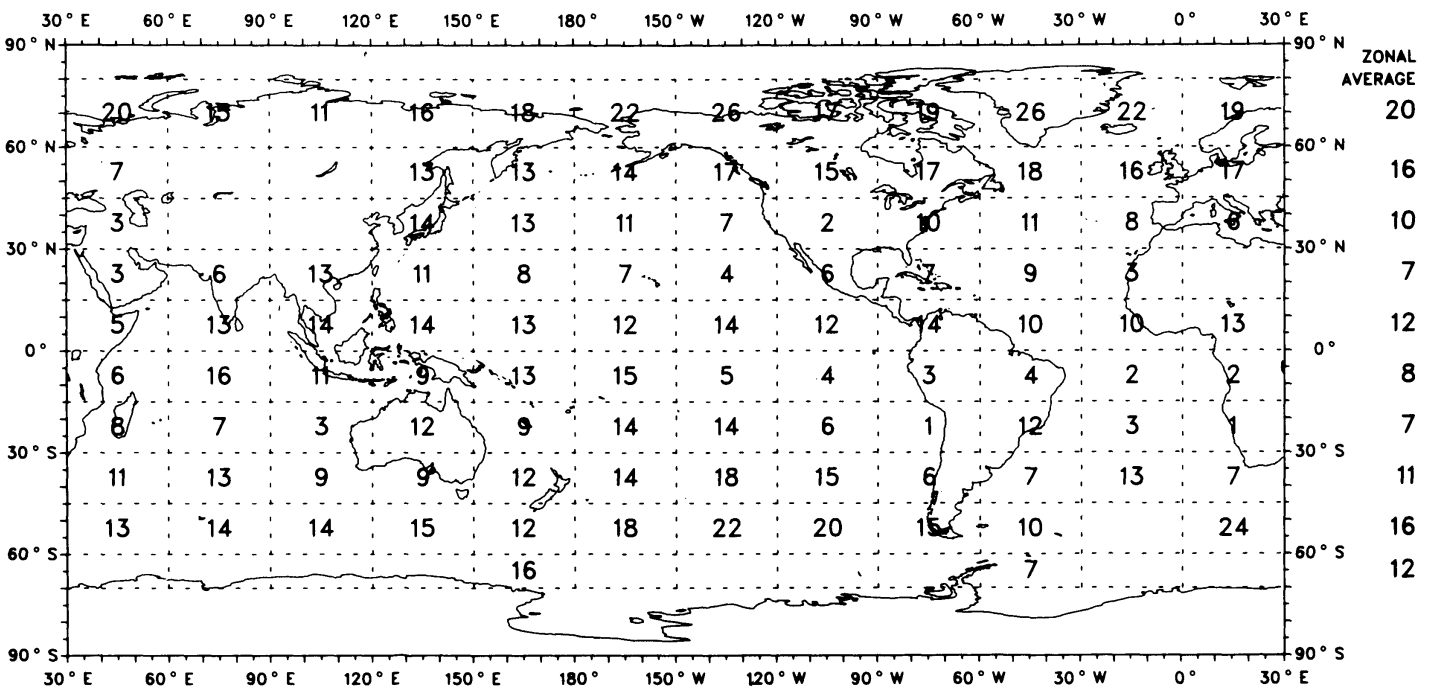 30° E 60° E 90° E 120° E 150° E 180° 150° W 120° W 90° W 60° W 30° W 0° 30° E
90° N 90° N
ZONAL
AVERAGE
20 13 11 16 18 22 26 17 19 26 22 19 20
60° N 60° N
7 13 13 14 17 15 17 18 16 17 16
3 14 13 11 7 2 10 11 8 6 10
30° N 30° N
3 6 13 11 8 7 4 6 7 9 3 7
5 13 14 14 13 12 14 12 14 10 10 13 12
0° 0°
6 16 11 9 13 15 5 4 3 4 2 2 8
8 7 3 12 9 14 14 6 1 12 3 1 7
30° S 30° S
11 13 9 9 12 14 18 15 6 7 13 7 11
13 14 14 15 12 18 22 20 15 10 24 16
60° S 60° S
16 7 12
90° S 90° S
30° E 60° E 90° E 120° E 150° E 180° 150° W 120° W 90° W 60° W 30° W 0° 30° E